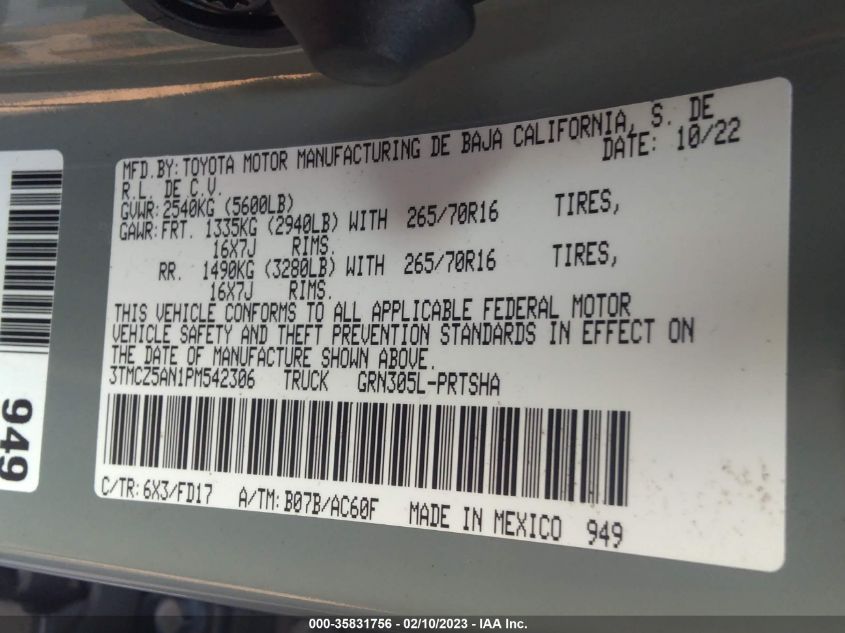 MFD.BY: TOYOTA MOTOR MANUFACTURING DE BAJA CALIFORNIA, S. DE
R.L. DE C.V. DATE: 10/22
GVWR: 2540KG (5600LB)
GAWR: FRT. 1335KG (2940LB) WITH 265/70R16 TIRES,
16X7J RIMS.
RR. 1490KG (3280LB) WITH 265/70R16 TIRES,
16X7J RIMS.
THIS VEHICLE CONFORMS TO ALL APPLICABLE FEDERAL MOTOR
VEHICLE SAFETY AND THEFT PREVENTION STANDARDS IN EFFECT ON
THE DATE OF MANUFACTURE SHOWN ABOVE.
3TMCZ5AN1PM542306 TRUCK GRN305L-PRTSHA
C/TR: 6X3/FD17 A/TM: B07B/AC60F MADE IN MEXICO 949
949
000-35831756 - 02/10/2023 - IAA Inc.